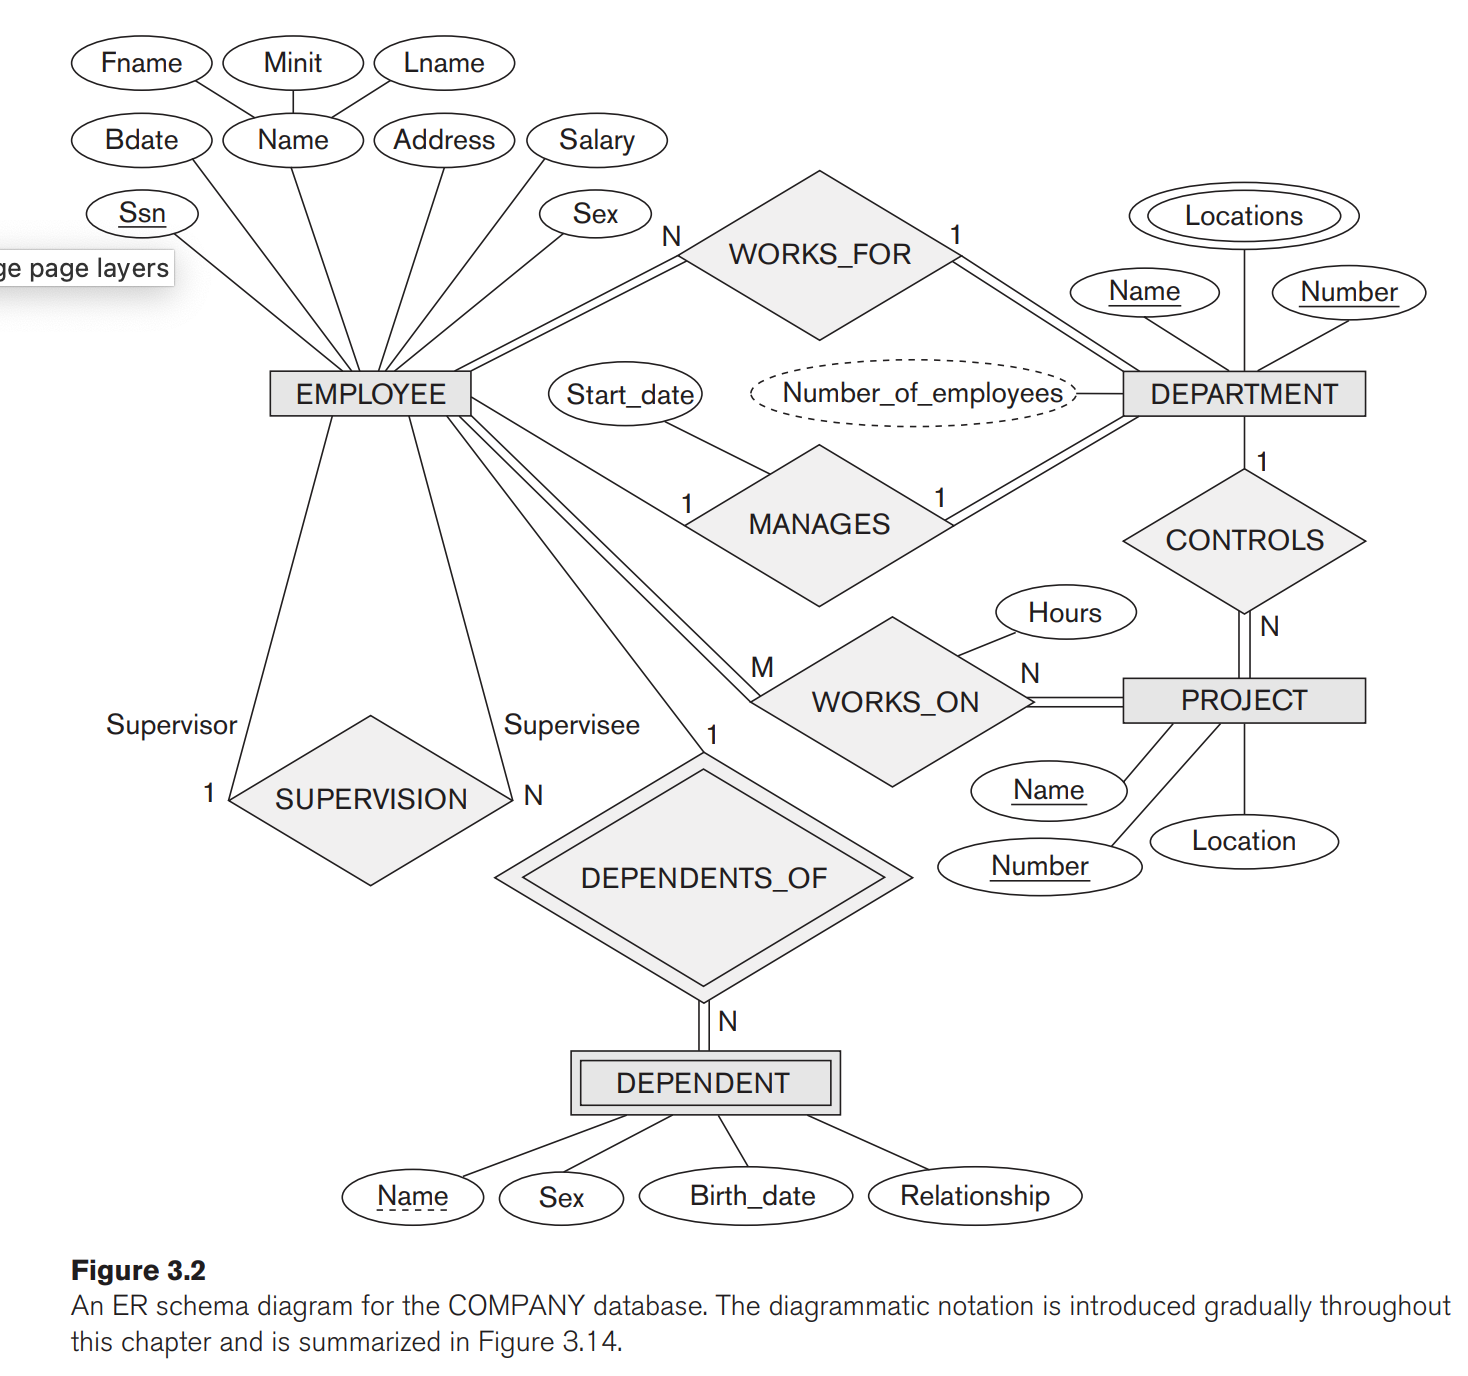 Fname
Minit
Lname
Bdate
Name
Address
Salary
Ssn
Sex
ge page layers
N
WORKS_FOR
1
Locations
Name
Number
EMPLOYEE
Start_date
Number_of_employees
DEPARTMENT
1
MANAGES
1
1
CONTROLS
N
Hours
M
WORKS_ON
N
PROJECT
Name
Number
Location
Supervisor
Supervisee
1
SUPERVISION
N
1
DEPENDENTS_OF
N
DEPENDENT
Name
Sex
Birth_date
Relationship
Figure 3.2
An ER schema diagram for the COMPANY database. The diagrammatic notation is introduced gradually throughout
this chapter and is summarized in Figure 3.14.